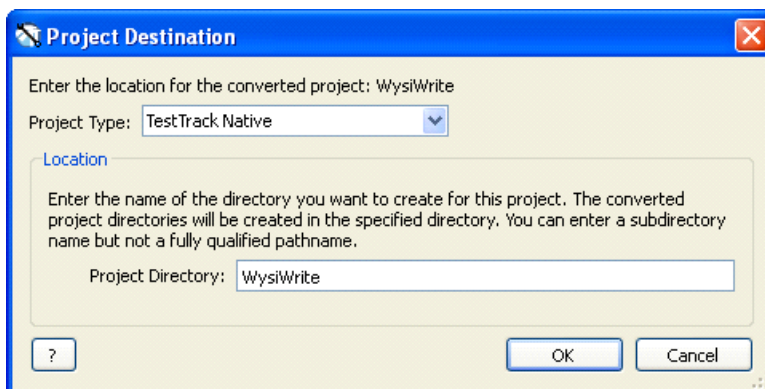 Project Destination
Enter the location for the converted project: WysiWrite
Project Type: TestTrack Native
Location
Enter the name of the directory you want to create for this project. The converted
project directories will be created in the specified directory. You can enter a subdirectory
name but not a fully qualified pathname.
Project Directory: WysiWrite
? OK Cancel